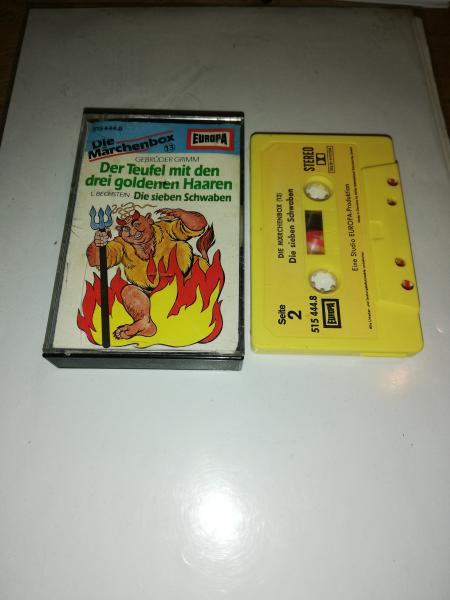 515 444.8
Die
Märchenbox
13
EUROPA
GEBRÜDER GRIMM
Der Teufel mit den
drei goldenen Haaren
L. BECHSTEIN Die sieben Schwaben
STEREO
DIE MÄRCHENBOX (13)
Die sieben Schwaben
Eine Studio EUROPA-Produktion
Seite
2
515 444.8
EUROPA